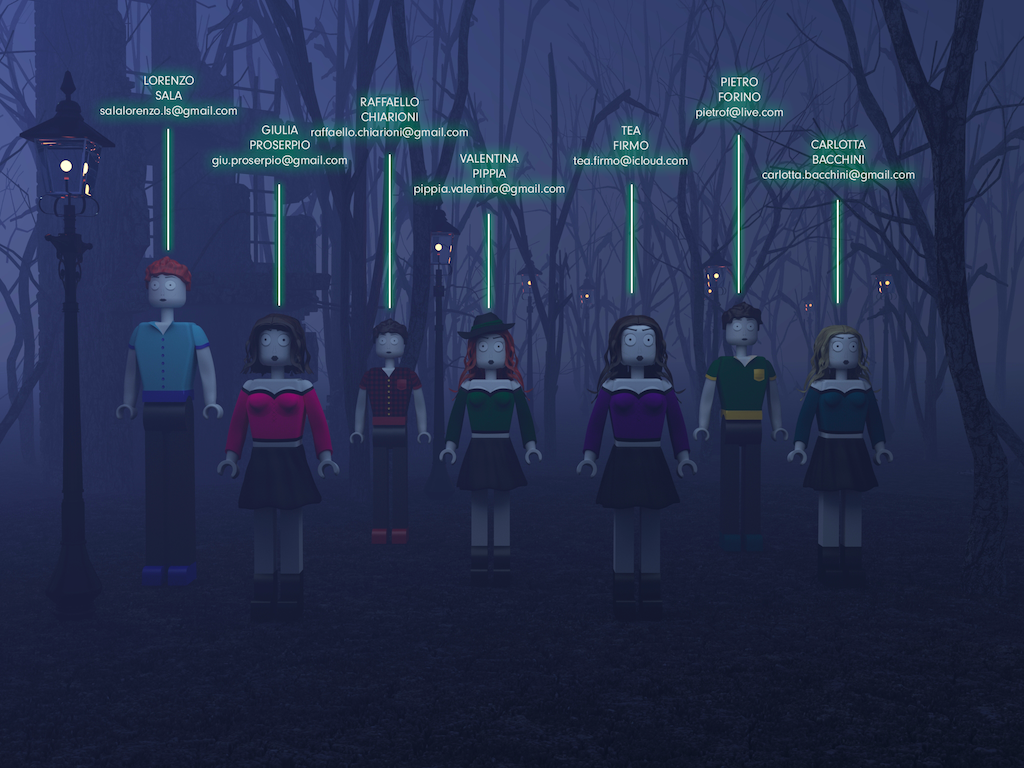 LORENZO
SALA
salalorenzo.ls@gmail.com
GIULIA
PROSERPIO
giu.proserpio@gmail.com
RAFFAELLO
CHIARIONI
raffaello.chiarioni@gmail.com
VALENTINA
PIPPIA
pippia.valentina@gmail.com
TEA
FIRMO
tea.firmo@icloud.com
PIETRO
FORINO
pietrof@live.com
CARLOTTA
BACCHINI
carlotta.bacchini@gmail.com